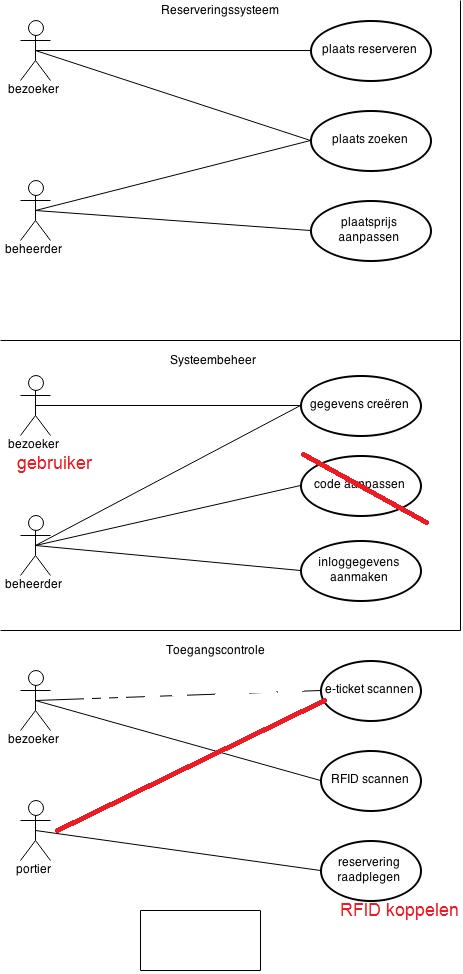 Reserveringssysteem
plaats reserveren
bezoeker
plaats zoeken
beheerder
plaatsprijs
aanpassen
Systeembeheer
gegevens creëren
bezoeker
gebruiker
code aanpassen
beheerder
inloggegevens
aanmaken
Toegangscontrole
e-ticket scannen
bezoeker
RFID scannen
portier
reservering
raadplegen
RFID koppelen